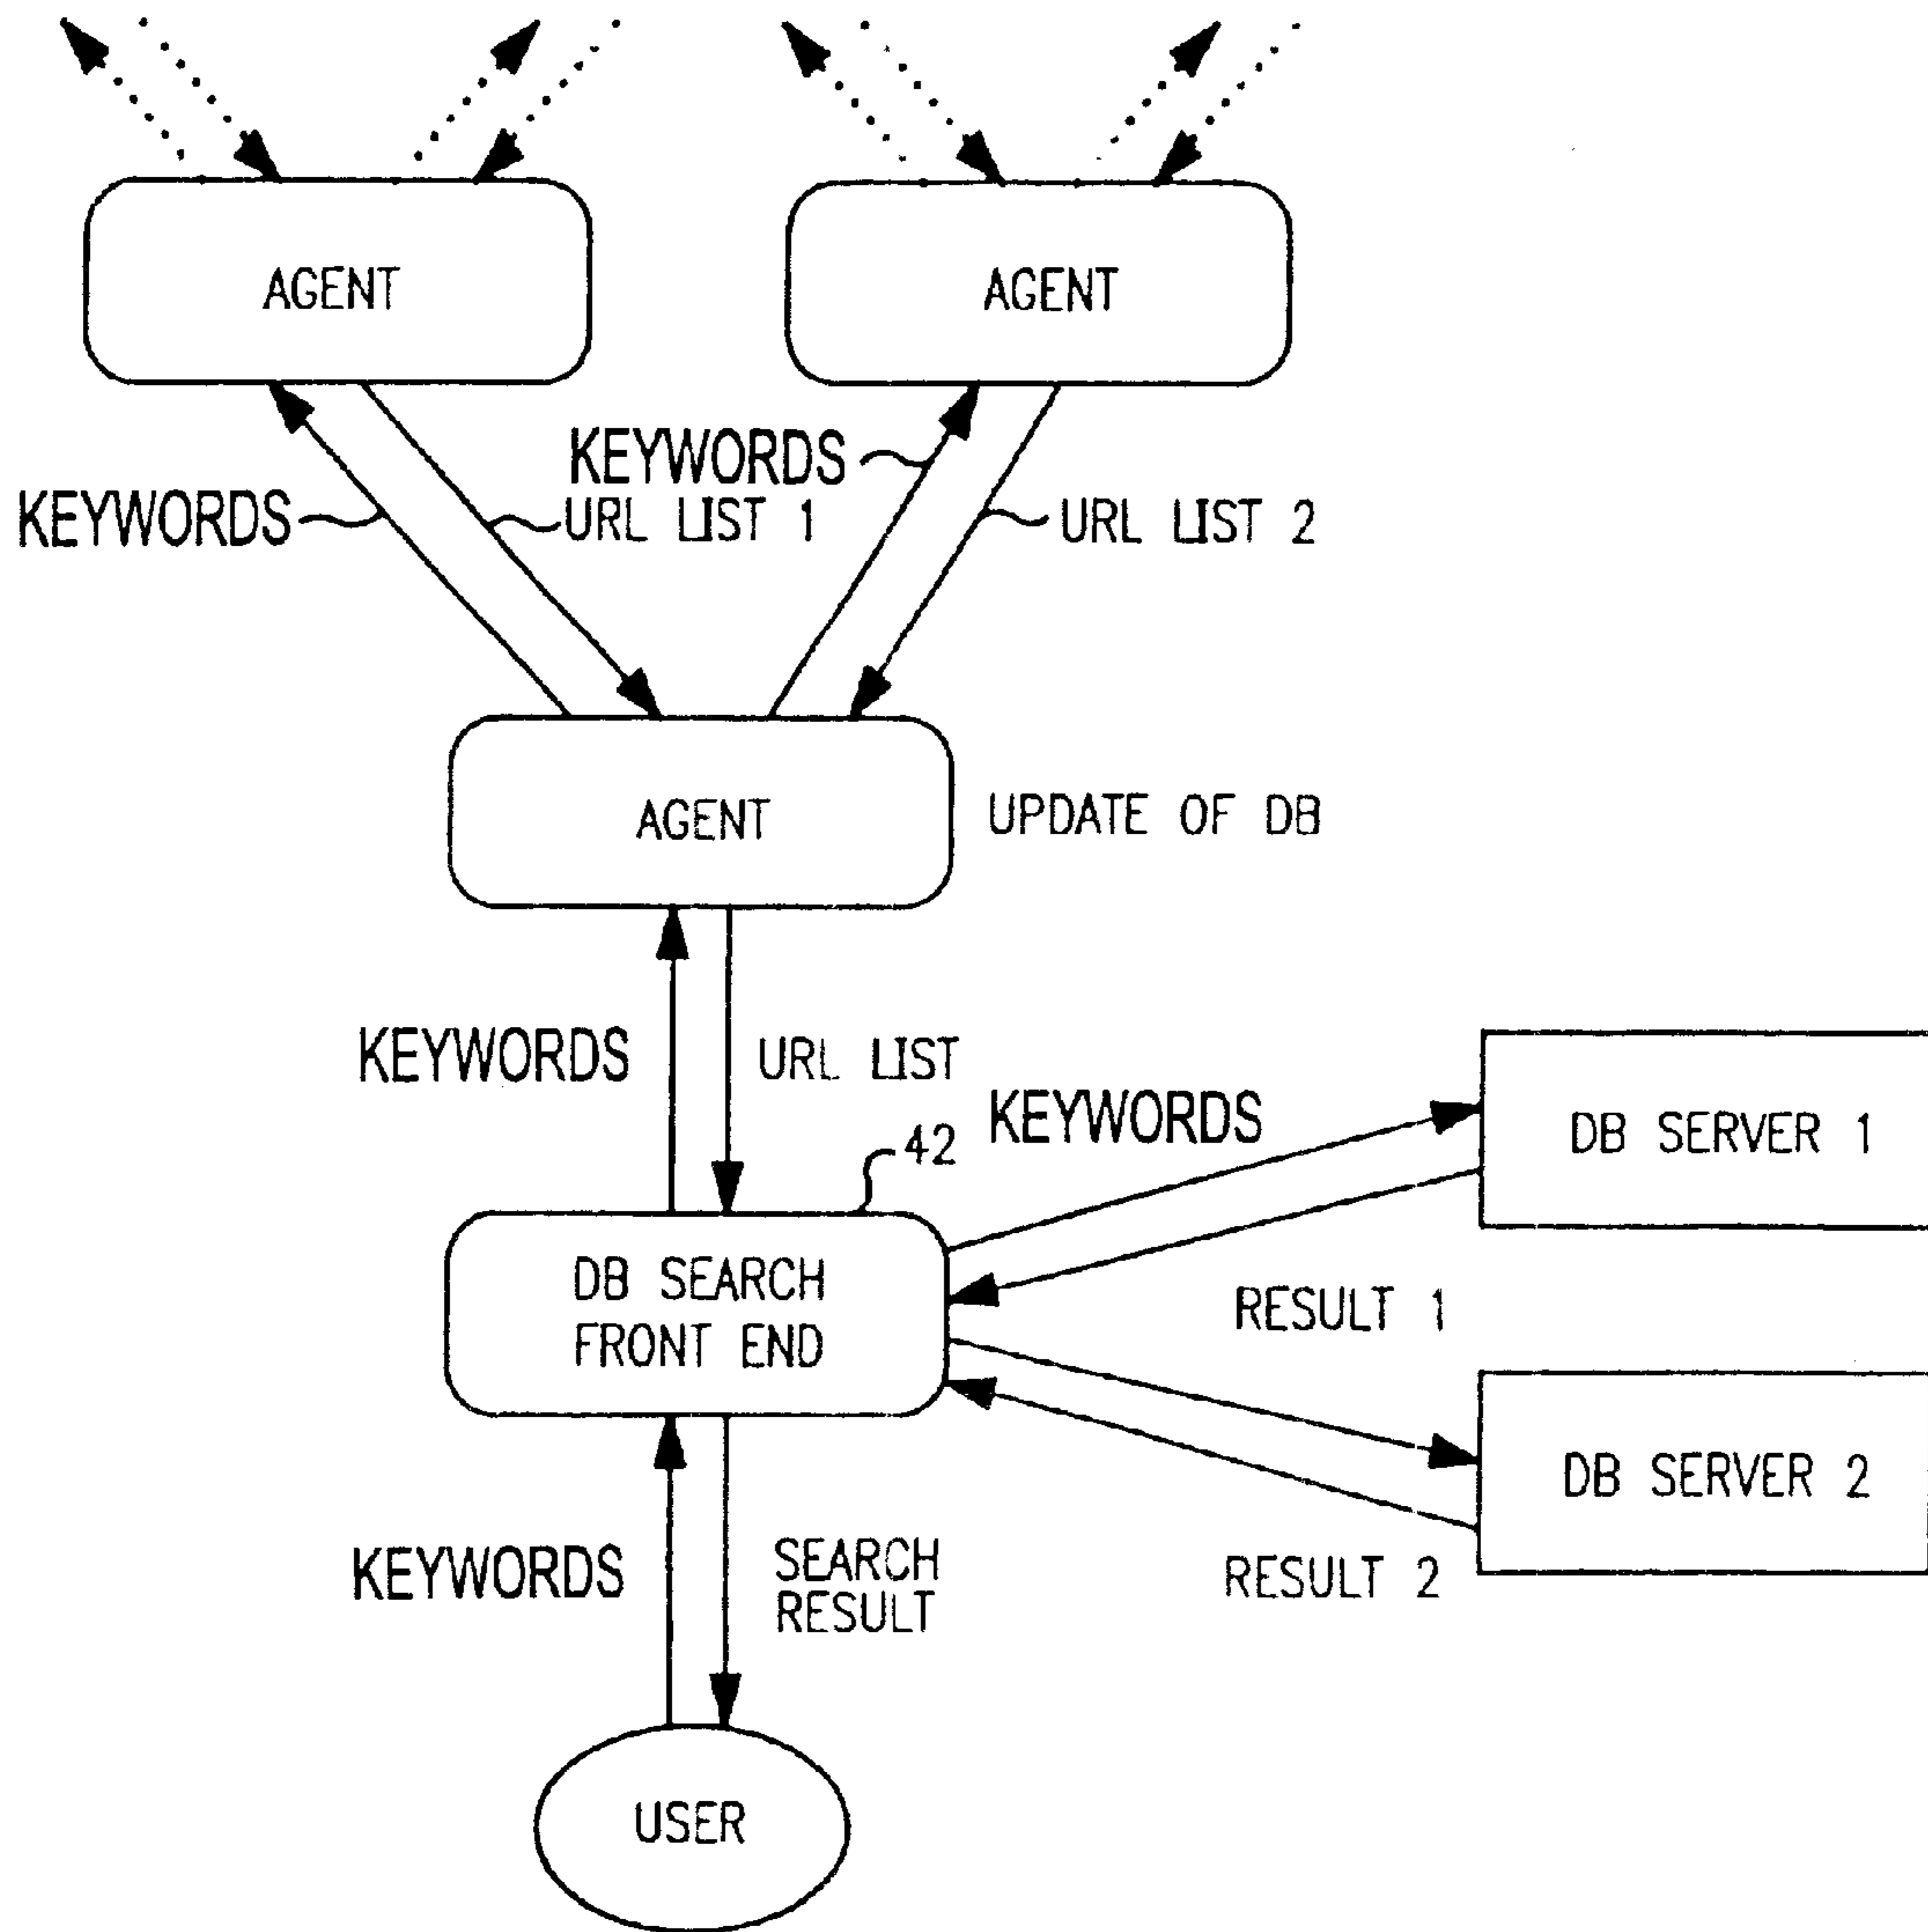 AGENT
AGENT
KEYWORDS
KEYWORDS
URL LIST 1
URL LIST 2
AGENT
UPDATE OF DB
KEYWORDS
URL LIST
KEYWORDS
42
DB SERVER 1
DB SEARCH
FRONT END
RESULT 1
DB SERVER 2
KEYWORDS
SEARCH
RESULT
RESULT 2
USER